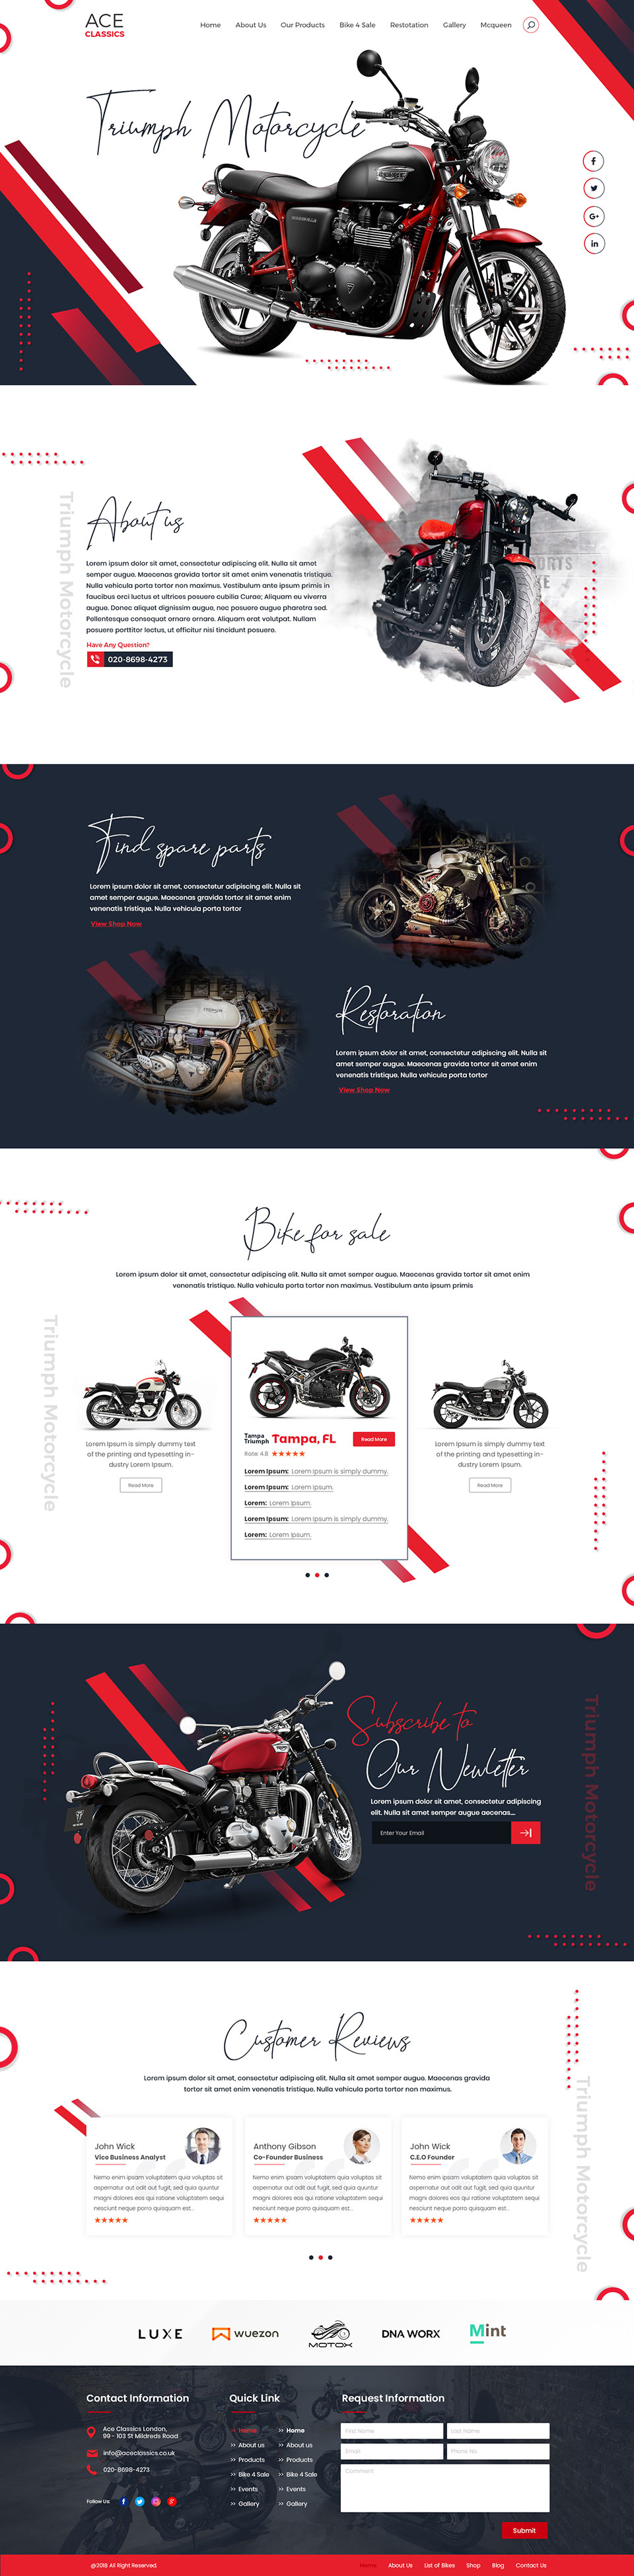 ACE
CLASSICS
Home About Us Our Products Bike 4 Sale Restotation Gallery Mcqueen
Triumph Motorcycle
Triumph Motorcycle
About us
Lorem ipsum dolor sit amet, consectetur adipiscing elit. Nulla sit amet
semper augue. Maecenas gravida tortor sit amet enim venenatis tristique.
Nulla vehicula porta tortor non maximus. Vestibulum ante ipsum primis in
faucibus orci luctus et ultrices posuere cubilia Curae; Aliquam eu viverra
augue. Donec aliquet dignissim augue, nec posuere augue pharetra sed.
Pellentesque consequat ornare ornare. Aliquam erat volutpat. Nullam
posuere porttitor lectus, ut efficitur nisi tincidunt posuere.
Have Any Question?
020-8698-4273
Find spare parts
Lorem ipsum dolor sit amet, consectetur adipiscing elit. Nulla sit
amet semper augue. Maecenas gravida tortor sit amet enim
venenatis tristique. Nulla vehicula porta tortor
View Shop Now
Restoration
Lorem ipsum dolor sit amet, consectetur adipiscing elit. Nulla sit
amet semper augue. Maecenas gravida tortor sit amet enim
venenatis tristique. Nulla vehicula porta tortor
View Shop Now
Bike for sale
Lorem ipsum dolor sit amet, consectetur adipiscing elit. Nulla sit amet semper augue. Maecenas gravida tortor sit amet enim
venenatis tristique. Nulla vehicula porta tortor non maximus. Vestibulum ante ipsum primis
Triumph Motorcycle
Lorem Ipsum is simply dummy text
of the printing and typesetting in-
dustry Lorem Ipsum.
Read More
Tampa
Triumph
Tampa, FL
Read More
Rate: 4.8
Lorem Ipsum: Lorem Ipsum is simply dummy.
Lorem Ipsum: Lorem Ipsum.
Lorem: Lorem Ipsum.
Lorem Ipsum: Lorem Ipsum is simply dummy.
Lorem: Lorem Ipsum.
Lorem Ipsum is simply dummy text
of the printing and typesetting in-
dustry Lorem Ipsum.
Read More
Subscribe to
Our Newletter
Lorem ipsum dolor sit amet, consectetur adipiscing
elit. Nulla sit amet semper augue aecenas....
Enter Your Email
Triumph Motorcycle
Customer Reviews
Lorem ipsum dolor sit amet, consectetur adipiscing elit. Nulla sit amet semper augue. Maecenas gravida
tortor sit amet enim venenatis tristique. Nulla vehicula porta tortor non maximus.
Triumph Motorcycle
John Wick
Vice Business Analyst
Nemo enim ipsam voluptatem quia voluptas sit
aspernatur aut odit aut fugit, sed quia quuntur
magni dolores eos qui ratione voluptatem sequi
nesciunt neque porro quisquam est...
Anthony Gibson
Co-Founder Business
Nemo enim ipsam voluptatem quia voluptas sit
aspernatur aut odit aut fugit, sed quia quuntur
magni dolores eos qui ratione voluptatem sequi
nesciunt neque porro quisquam est...
John Wick
C.E.O Founder
Nemo enim ipsam voluptatem quia voluptas sit
aspernatur aut odit aut fugit, sed quia quuntur
magni dolores eos qui ratione voluptatem sequi
nesciunt neque porro quisquam est...
LUXE wuezon MOTOX DNA WORX Mint
Contact Information
Ace Classics London,
99 - 103 St Mildreds Road
info@aceclassics.co.uk
020-8698-4273
Follow Us:
Quick Link
>> Home >> Home
>> About us >> About us
>> Products >> Products
>> Bike 4 Sale >> Bike 4 Sale
>> Events >> Events
>> Gallery >> Gallery
Request Information
First Name Last Name
Email Phone No.
Comment
Submit
@2018 All Right Reserved.
Home About Us List of Bikes Shop Blog Contact Us